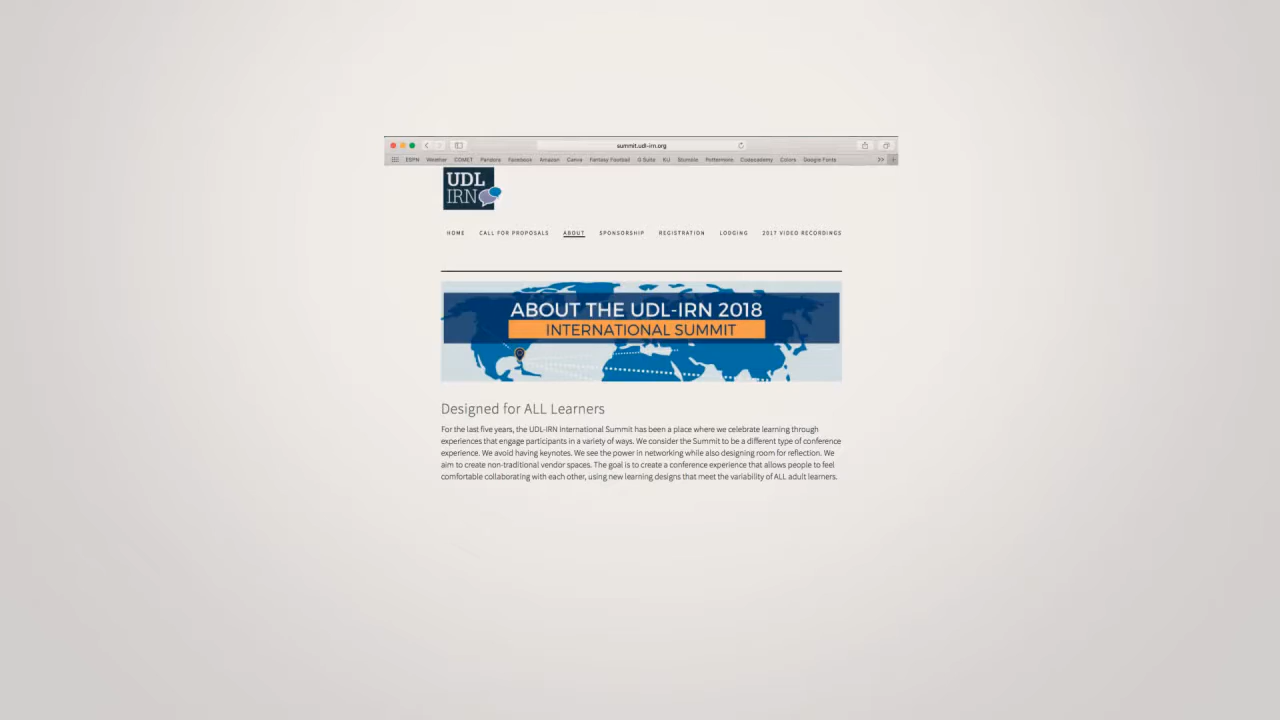 summit.udl-irn.org
ESPN Weather COMET Pandora Facebook Amazon Canva Fantasy Football G Suite KU Stumble Pottermore Codecademy Colors Google Fonts
UDL
IRN
HOME CALL FOR PROPOSALS ABOUT SPONSORSHIP REGISTRATION LODGING 2017 VIDEO RECORDINGS
ABOUT THE UDL-IRN 2018
INTERNATIONAL SUMMIT
Designed for ALL Learners
For the last five years, the UDL-IRN International Summit has been a place where we celebrate learning through
experiences that engage participants in a variety of ways. We consider the Summit to be a different type of conference
experience. We avoid having keynotes. We see the power in networking while also designing room for reflection. We
aim to create non-traditional vendor spaces. The goal is to create a conference experience that allows people to feel
comfortable collaborating with each other, using new learning designs that meet the variability of ALL adult learners.